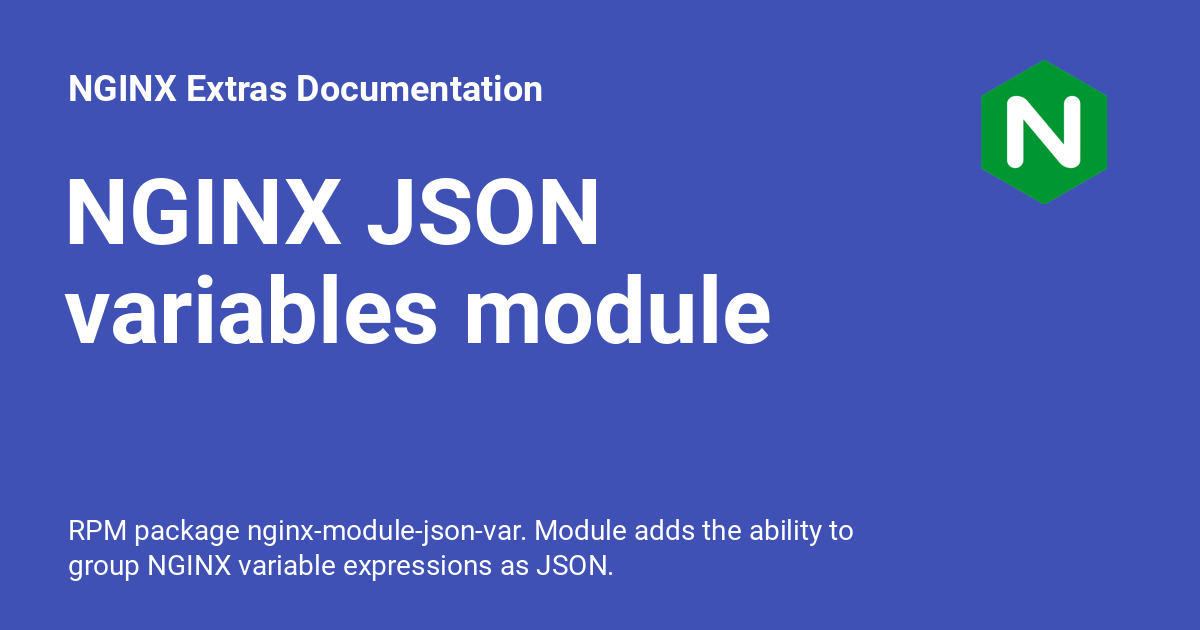 NGINX Extras Documentation
N
NGINX JSON
variables module
RPM package nginx-module-json-var. Module adds the ability to
group NGINX variable expressions as JSON.